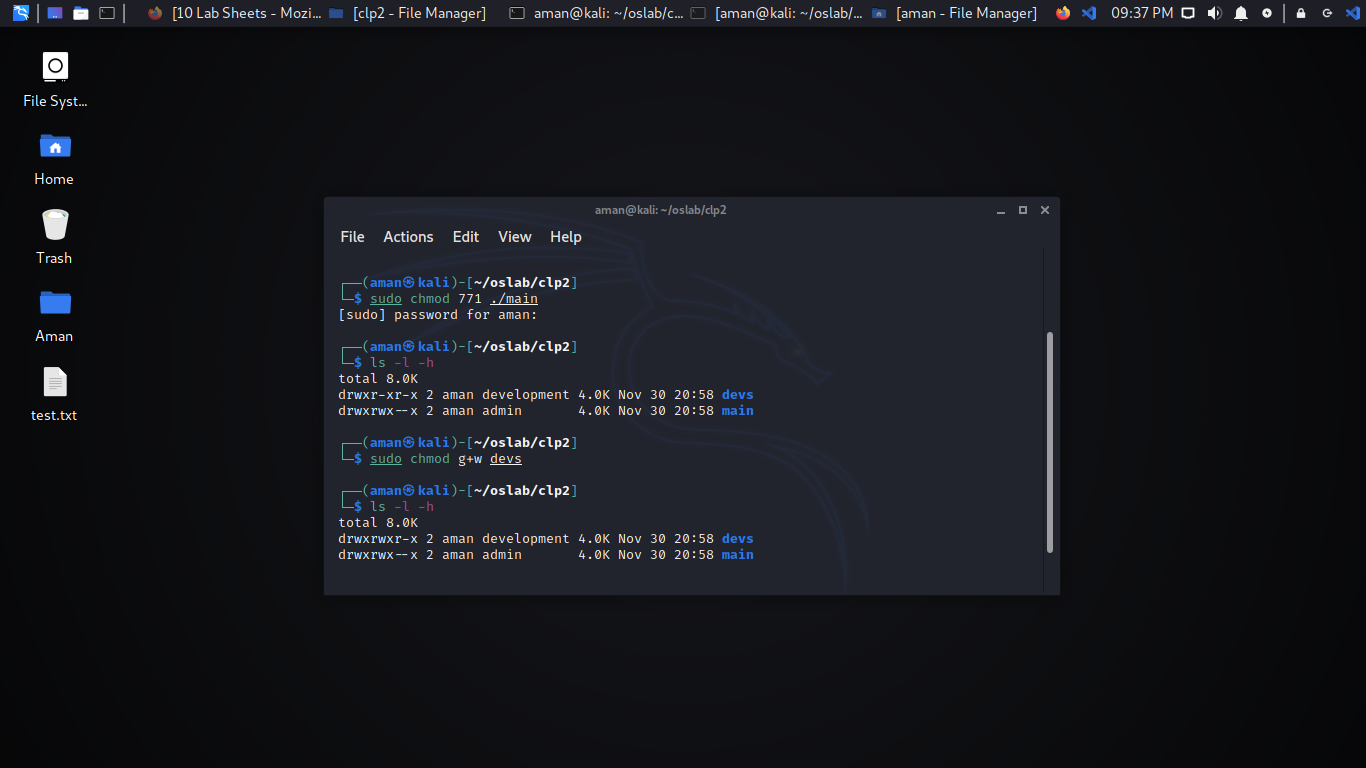 [10 Lab Sheets - Mozi... [clp2 - File Manager] aman@kali: ~/oslab/c... [aman@kali: ~/oslab/... [aman - File Manager] 09:37 PM
File Syst...
Home
Trash
Aman
test.txt
aman@kali: ~/oslab/clp2
File Actions Edit View Help
┌──(aman㉿kali)-[~/oslab/clp2]
└─$ sudo chmod 771 ./main
[sudo] password for aman:
┌──(aman㉿kali)-[~/oslab/clp2]
└─$ ls -l -h
total 8.0K
drwxr-xr-x 2 aman development 4.0K Nov 30 20:58 devs
drwxrwx--x 2 aman admin       4.0K Nov 30 20:58 main
┌──(aman㉿kali)-[~/oslab/clp2]
└─$ sudo chmod g+w devs
┌──(aman㉿kali)-[~/oslab/clp2]
└─$ ls -l -h
total 8.0K
drwxrwxr-x 2 aman development 4.0K Nov 30 20:58 devs
drwxrwx--x 2 aman admin       4.0K Nov 30 20:58 main